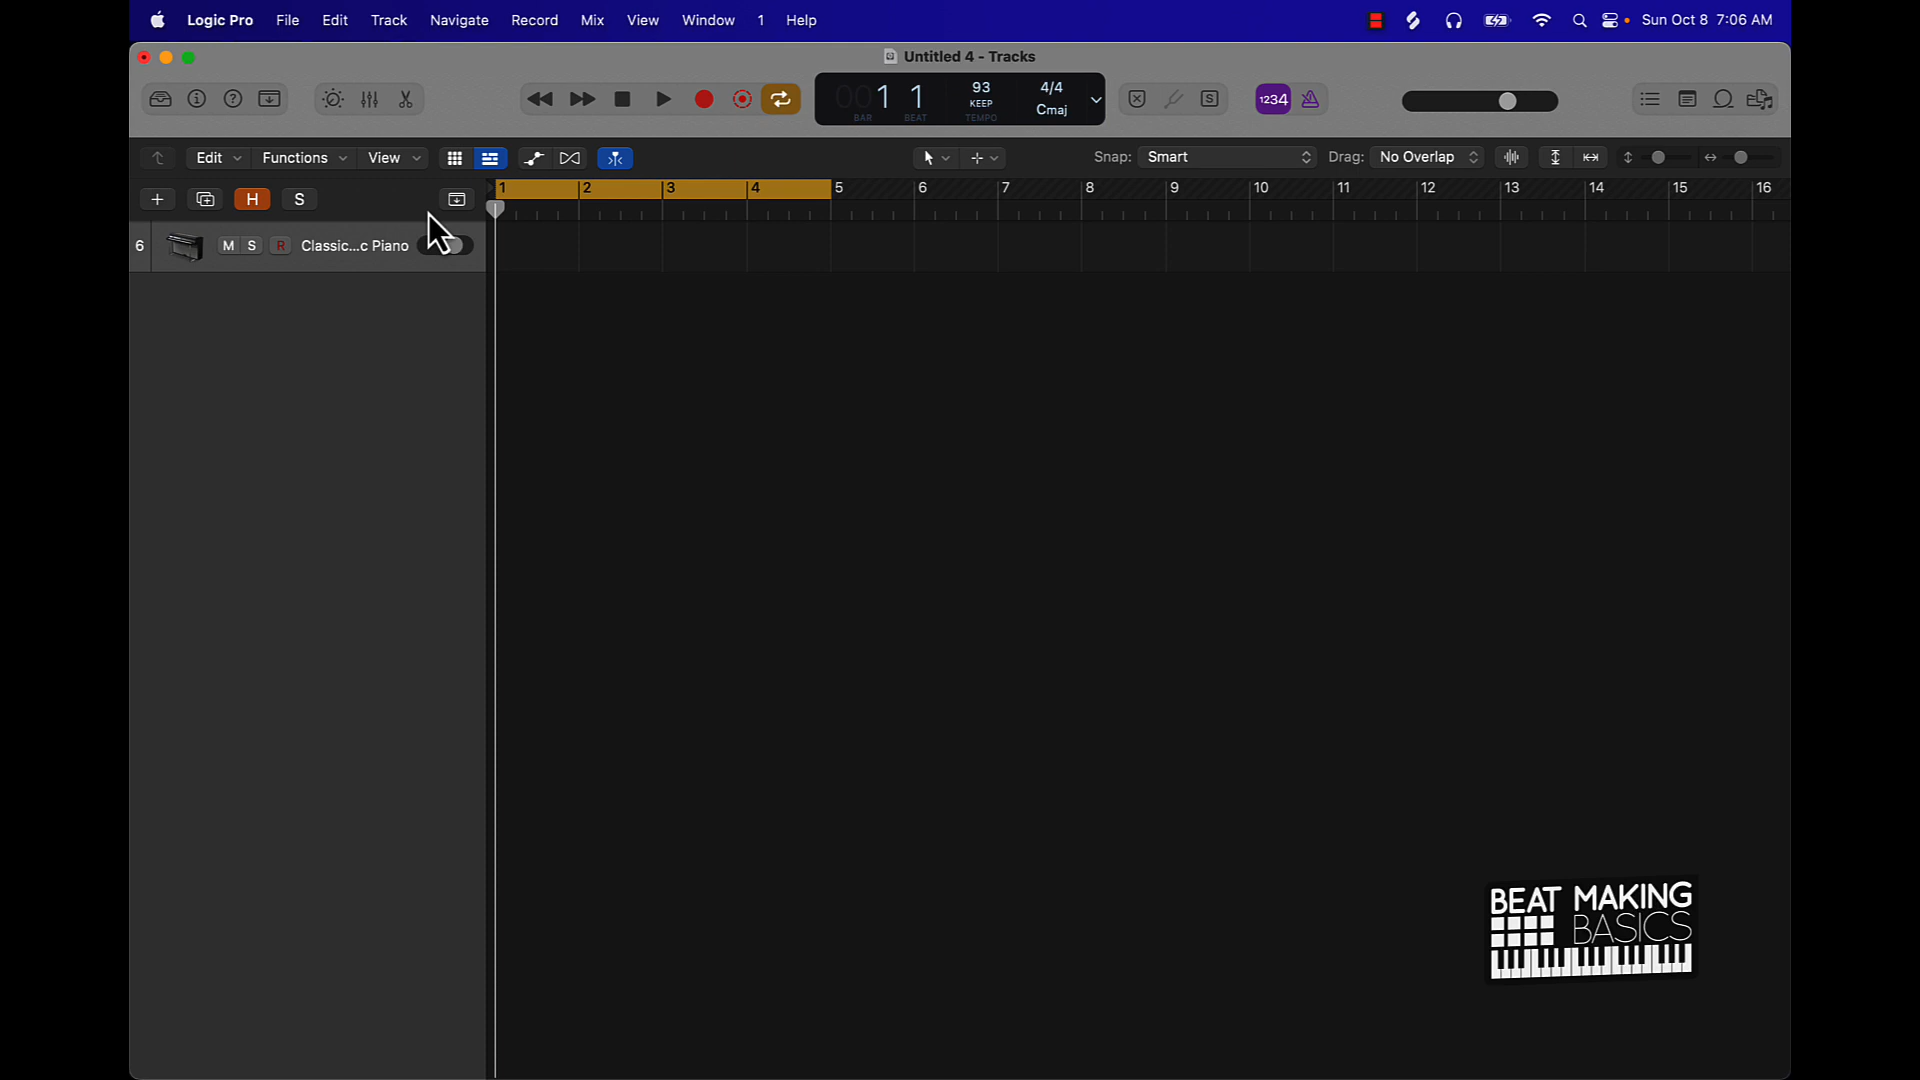 Logic Pro File Edit Track Navigate Record Mix View Window 1 Help Sun Oct 8 7:06 AM
Untitled 4 - Tracks
001 1 93 4/4
KEEP Cmaj
BAR BEAT TEMPO
S 1234
Edit Functions View Snap: Smart Drag: No Overlap
H S
1 2 3 4 5 6 7 8 9 10 11 12 13 14 15 16
6 M S R Classic...c Piano
BEAT MAKING
BASICS